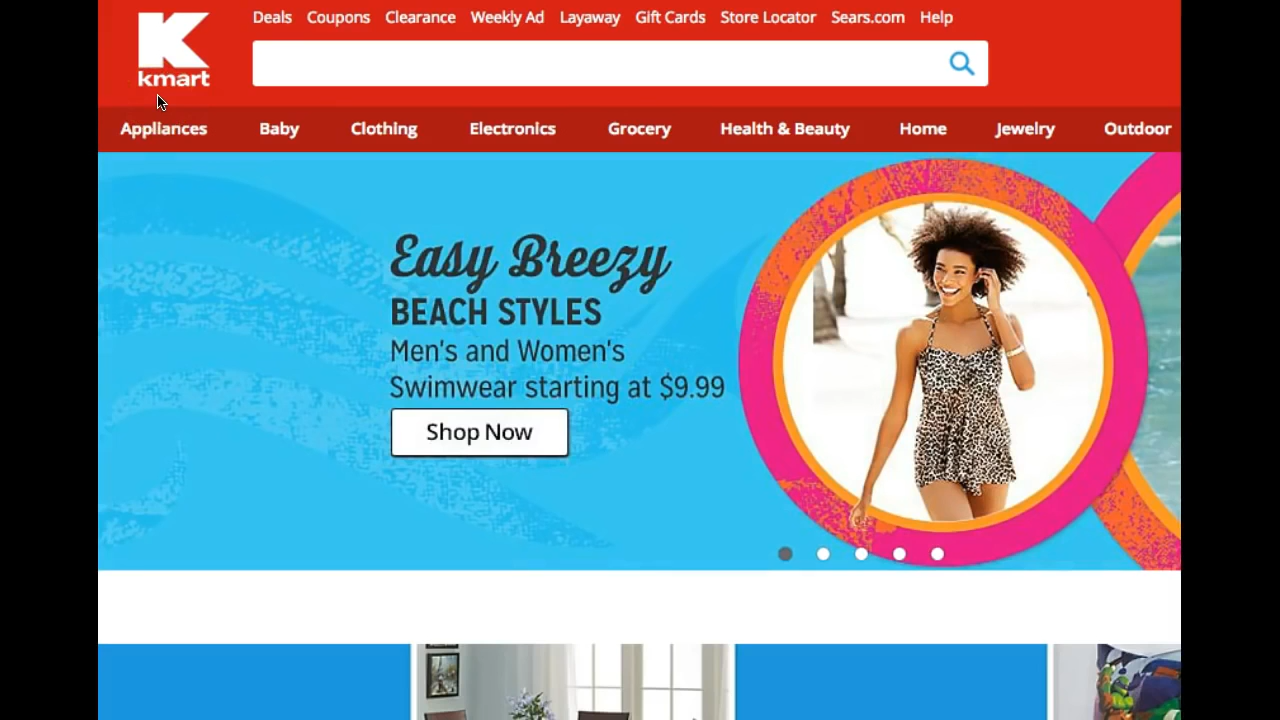 Deals Coupons Clearance Weekly Ad Layaway Gift Cards Store Locator Sears.com Help
kmart
Appliances Baby Clothing Electronics Grocery Health & Beauty Home Jewelry Outdoor
Easy Breezy
BEACH STYLES
Men's and Women's
Swimwear starting at $9.99
Shop Now